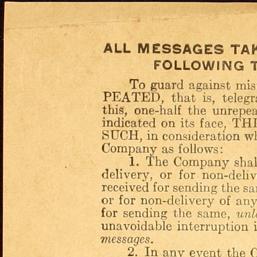 ALL MESSAGES TAK
FOLLOWING T
To guard against mis
PEATED, that is, telegra
this, one-half the unrepea
indicated on its face, THI
SUCH, in consideration wh
Company as follows:
1. The Company shal
delivery, or for non-deliv
received for sending the sa
or for non-delivery of any
for sending the same, unl
unavoidable interruption i
messages.
2. In any event the C